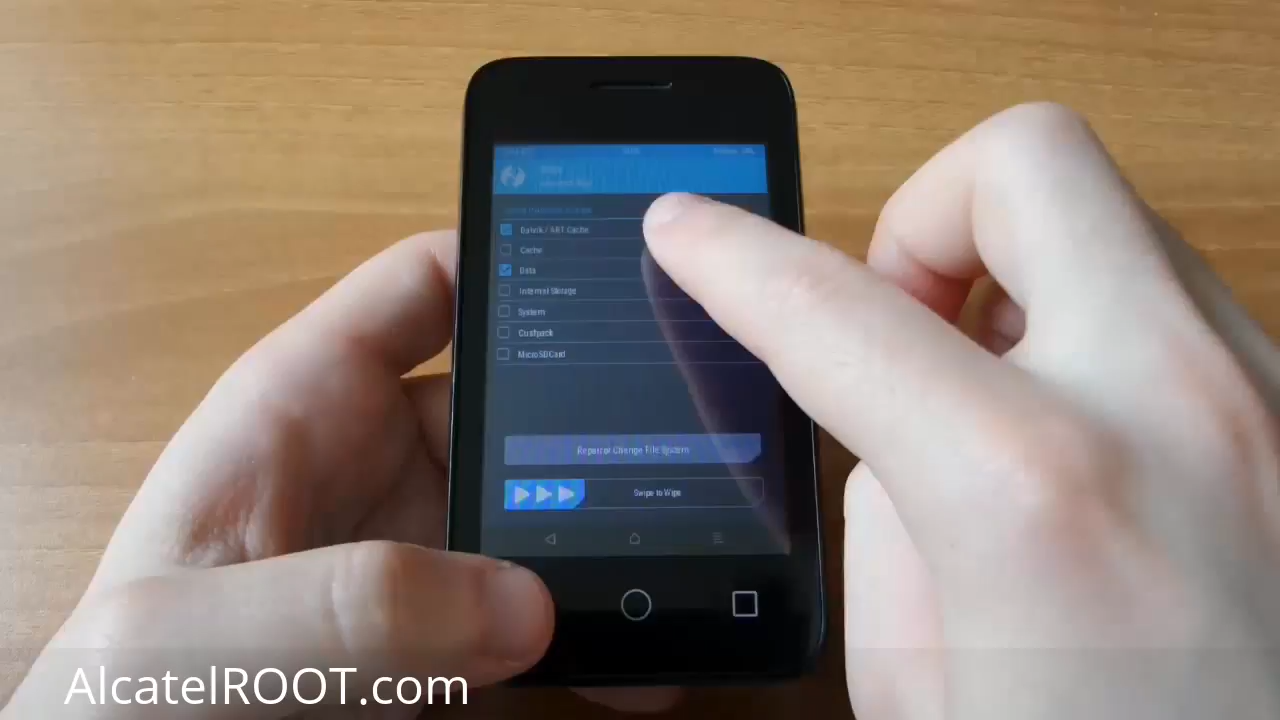 Dalvik / ART Cache
Cache
Data
Internal Storage
System
Custpack
MicroSDCard
Repair or Change File System
Swipe to Wipe
AlcatelROOT.com